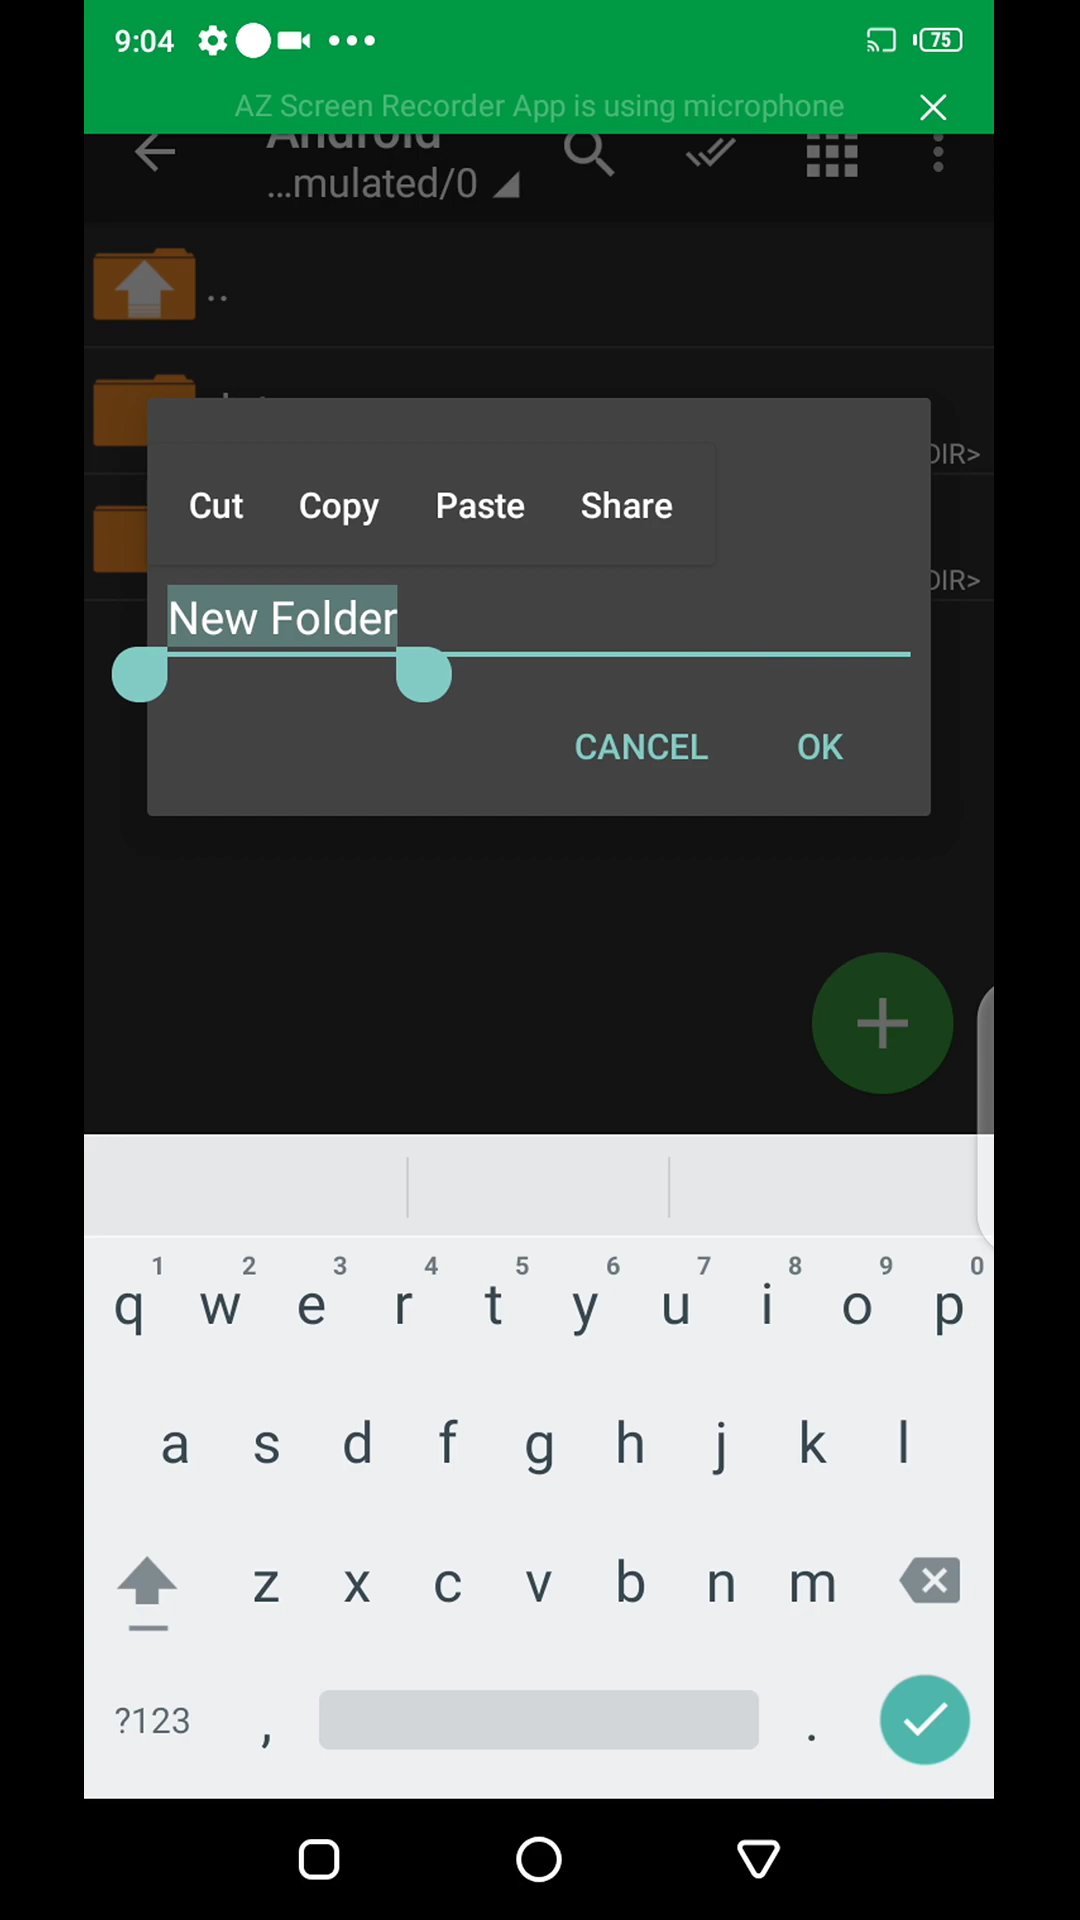 9:04
75
AZ Screen Recorder App is using microphone
Android
...mulated/0
..
DIR>
Cut Copy Paste Share
DIR>
New Folder
CANCEL OK
1 2 3 4 5 6 7 8 9 0
q w e r t y u i o p
a s d f g h j k l
z x c v b n m
?123 , .